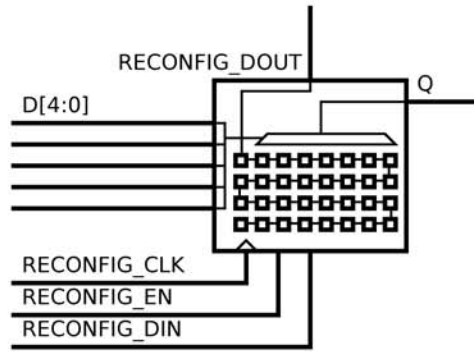 RECONFIG_DOUT
Q
D[4:0]
RECONFIG_CLK
RECONFIG_EN
RECONFIG_DIN